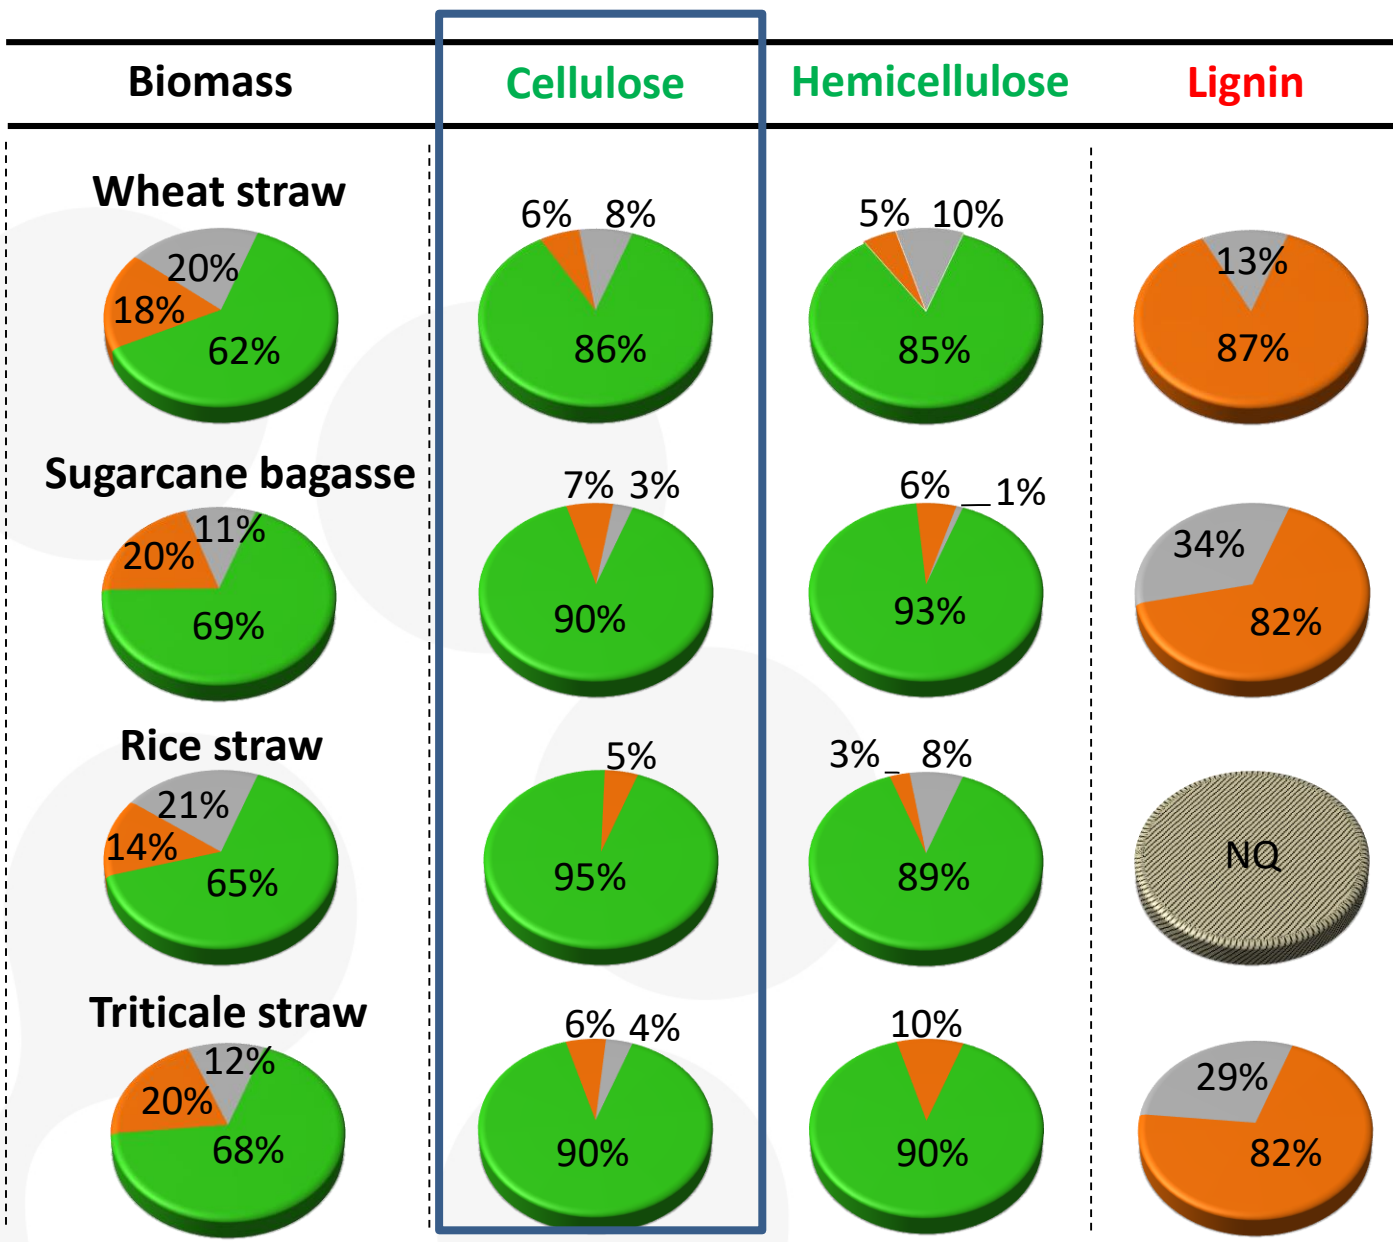 Biomass Cellulose Hemicellulose Lignin
Wheat straw
6% 8% 5% 10%
20% 13%
18%
62% 86% 85% 87%
Sugarcane bagasse
7% 3% 6% 1%
11%
20% 34%
69% 90% 93% 82%
Rice straw
5% 3% 8%
21%
14% NQ
65% 95% 89%
Triticale straw
6% 4% 10%
12% 29%
20%
68% 90% 90% 82%